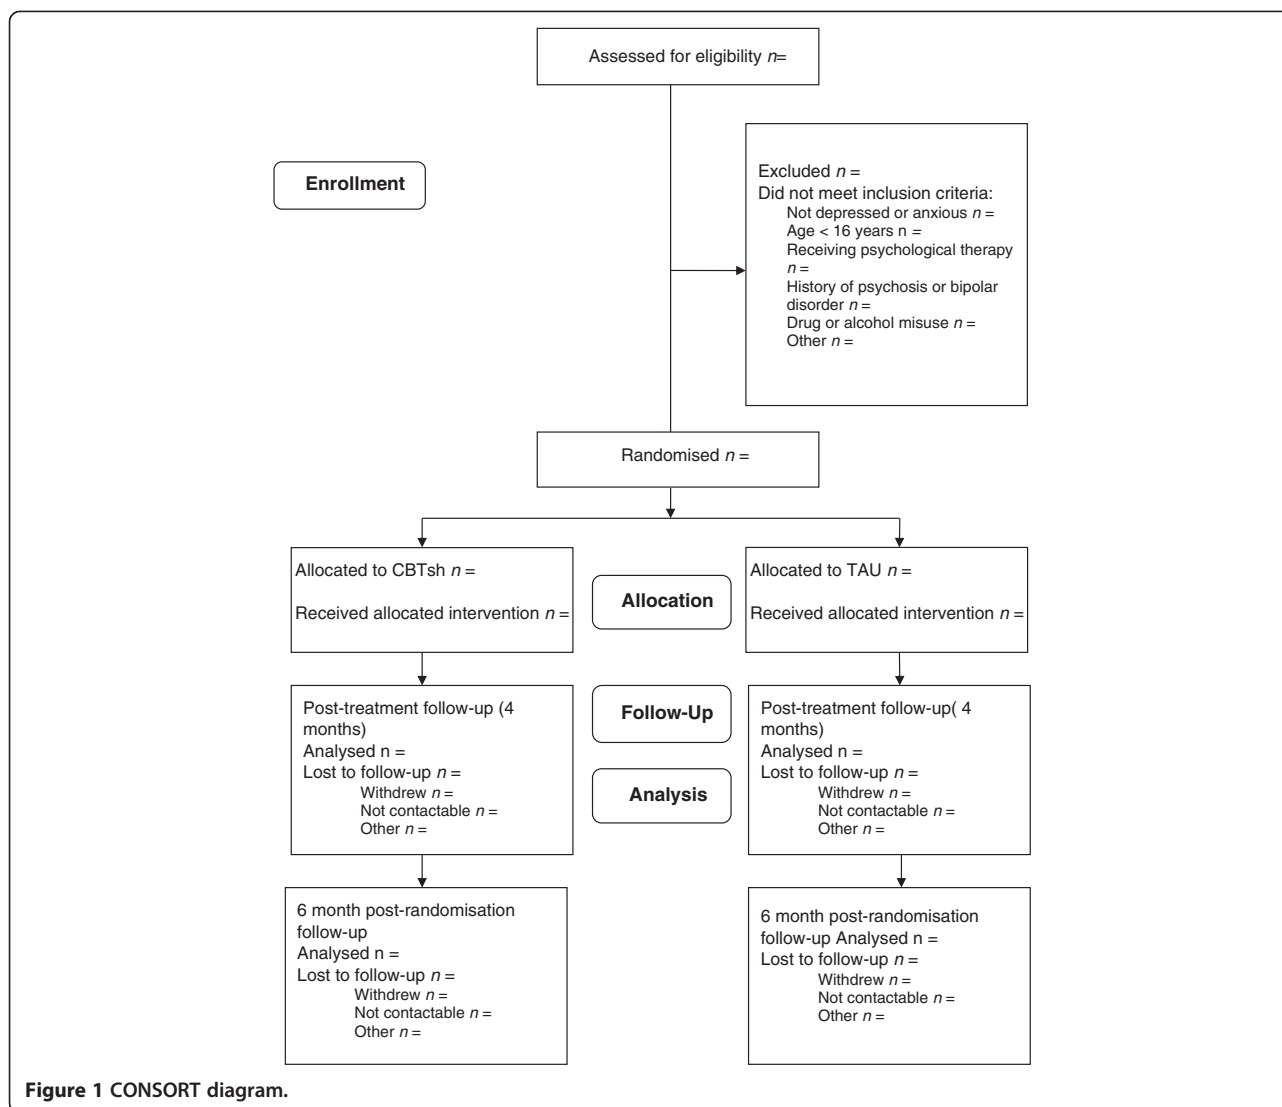 Assessed for eligibility n=
Enrollment
Excluded n =
Did not meet inclusion criteria:
Not depressed or anxious n =
Age < 16 years n =
Receiving psychological therapy
n =
History of psychosis or bipolar
disorder n =
Drug or alcohol misuse n =
Other n =
Randomised n =
Allocated to CBTsh n =
Received allocated intervention n =
Allocation
Allocated to TAU n =
Received allocated intervention n =
Post-treatment follow-up (4
months)
Analysed n =
Lost to follow-up n =
Withdrew n =
Not contactable n =
Other n =
Follow-Up
Analysis
Post-treatment follow-up( 4
months)
Analysed n =
Lost to follow-up n =
Withdrew n =
Not contactable n =
Other n =
6 month post-randomisation
follow-up
Analysed n =
Lost to follow-up n =
Withdrew n =
Not contactable n =
Other n =
6 month post-randomisation
follow-up Analysed n =
Lost to follow-up n =
Withdrew n =
Not contactable n =
Other n =
Figure 1 CONSORT diagram.